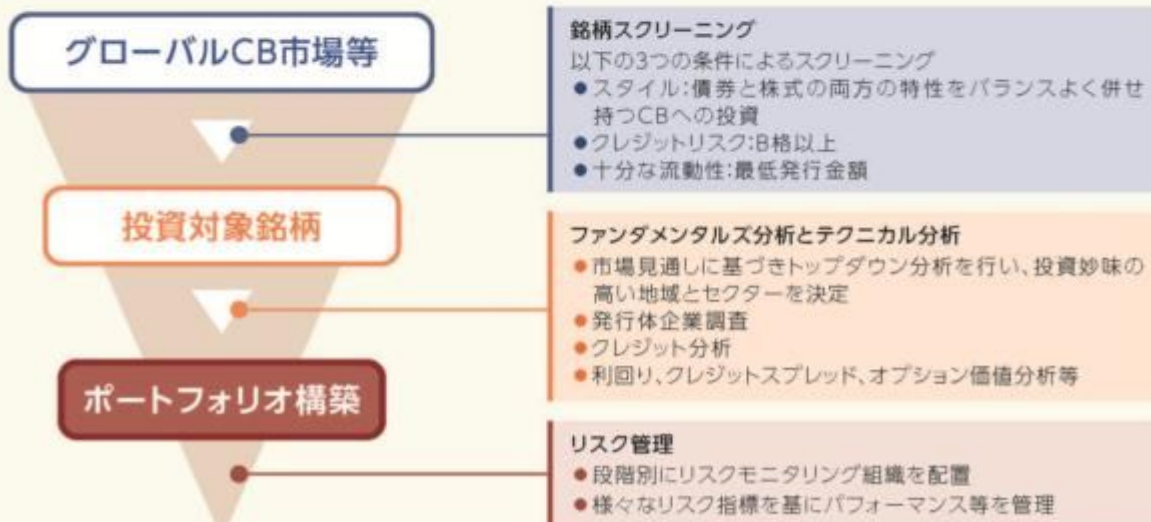 グローバルCB市場等
銘柄スクリーニング
以下の3つの条件によるスクリーニング
●スタイル:債券と株式の両方の特性をバランスよく併せ
持つCBへの投資
●クレジットリスク:B格以上
●十分な流動性:最低発行金額
投資対象銘柄
ファンダメンタルズ分析とテクニカル分析
●市場見通しに基づきトップダウン分析を行い、投資妙味の
高い地域とセクターを決定
●発行体企業調査
●クレジット分析
●利回り、クレジットスプレッド、オプション価値分析等
ポートフォリオ構築
リスク管理
●段階別にリスクモニタリング組織を配置
●様々なリスク指標を基にパフォーマンス等を管理